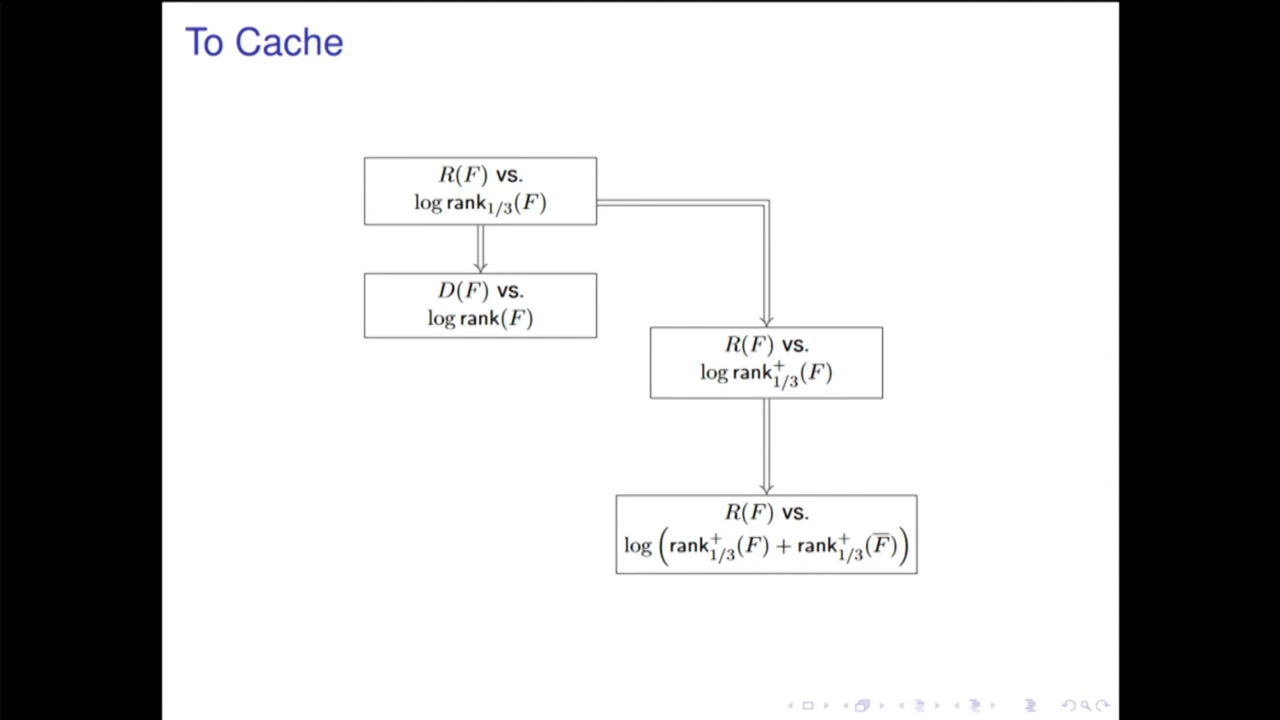 To Cache
R(F) vs.
log rank_{1/3}(F)
D(F) vs.
log rank(F)
R(F) vs.
log rank^+_{1/3}(F)
R(F) vs.
log (rank^+_{1/3}(F) + rank^+_{1/3}(F̅))